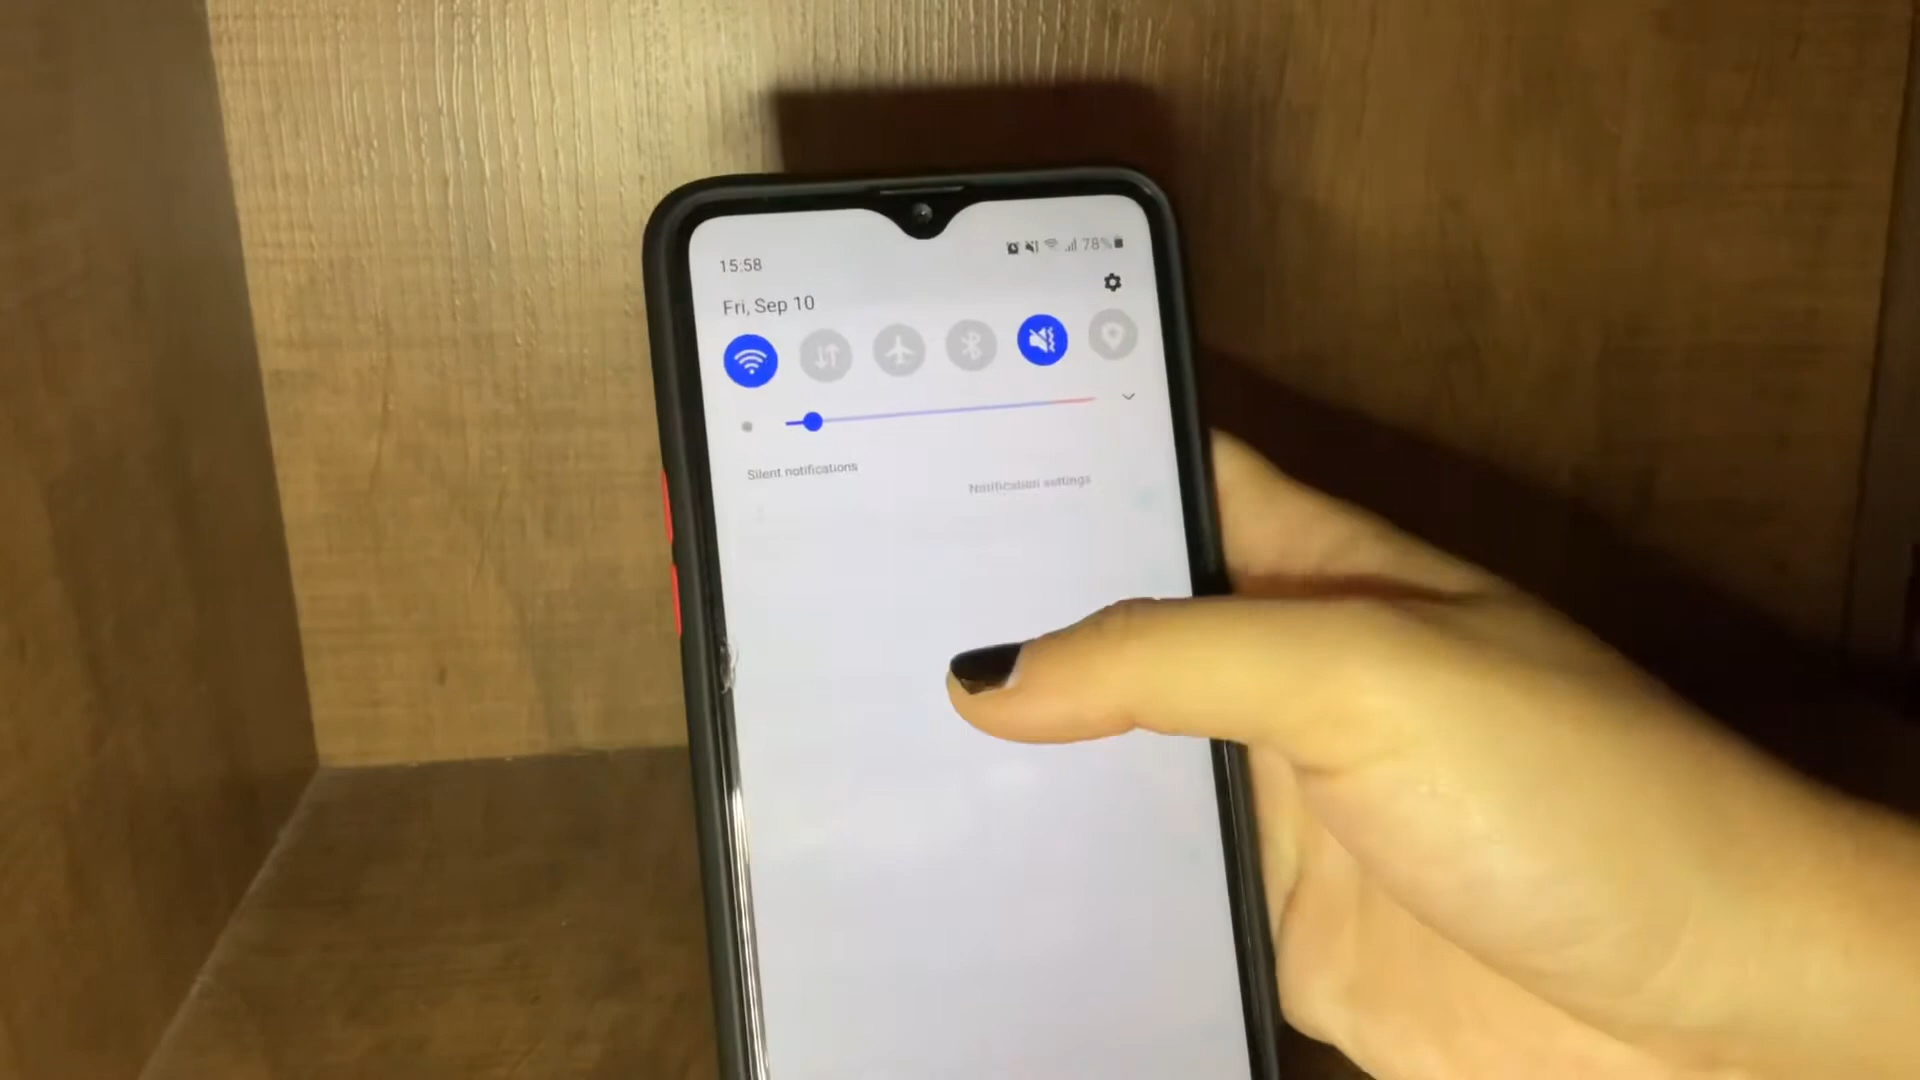 15:58
78%
Fri, Sep 10
Silent notifications
Notification settings